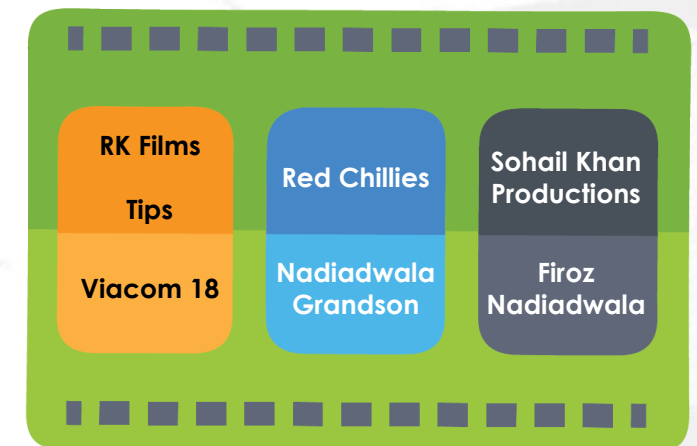 RK Films
Tips
Viacom 18
Red Chillies
Nadiadwala
Grandson
Sohail Khan
Productions
Firoz
Nadiadwala